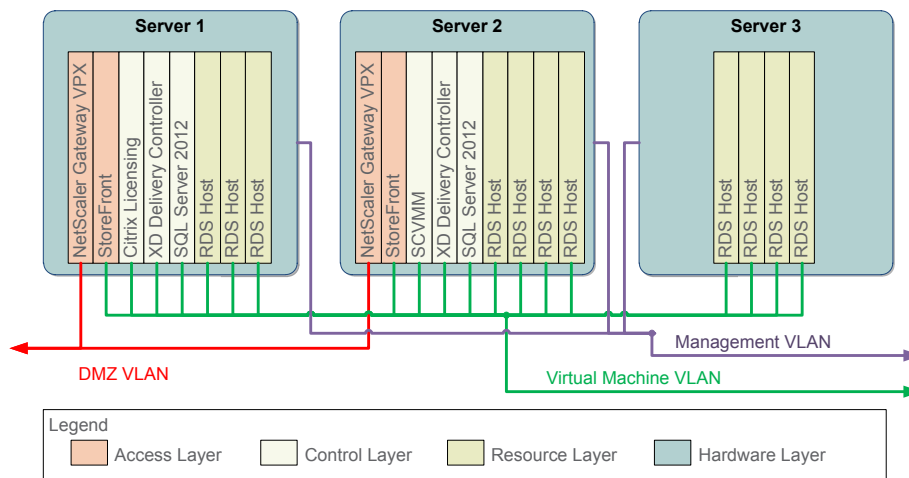 Server 1
Server 2
Server 3
NetScaler Gateway VPX
StoreFront
Citrix Licensing
XD Delivery Controller
SQL Server 2012
RDS Host
RDS Host
RDS Host
NetScaler Gateway VPX
StoreFront
SCVMM
XD Delivery Controller
SQL Server 2012
RDS Host
RDS Host
RDS Host
RDS Host
RDS Host
RDS Host
RDS Host
RDS Host
Management VLAN
DMZ VLAN
Virtual Machine VLAN
Legend
Access Layer
Control Layer
Resource Layer
Hardware Layer